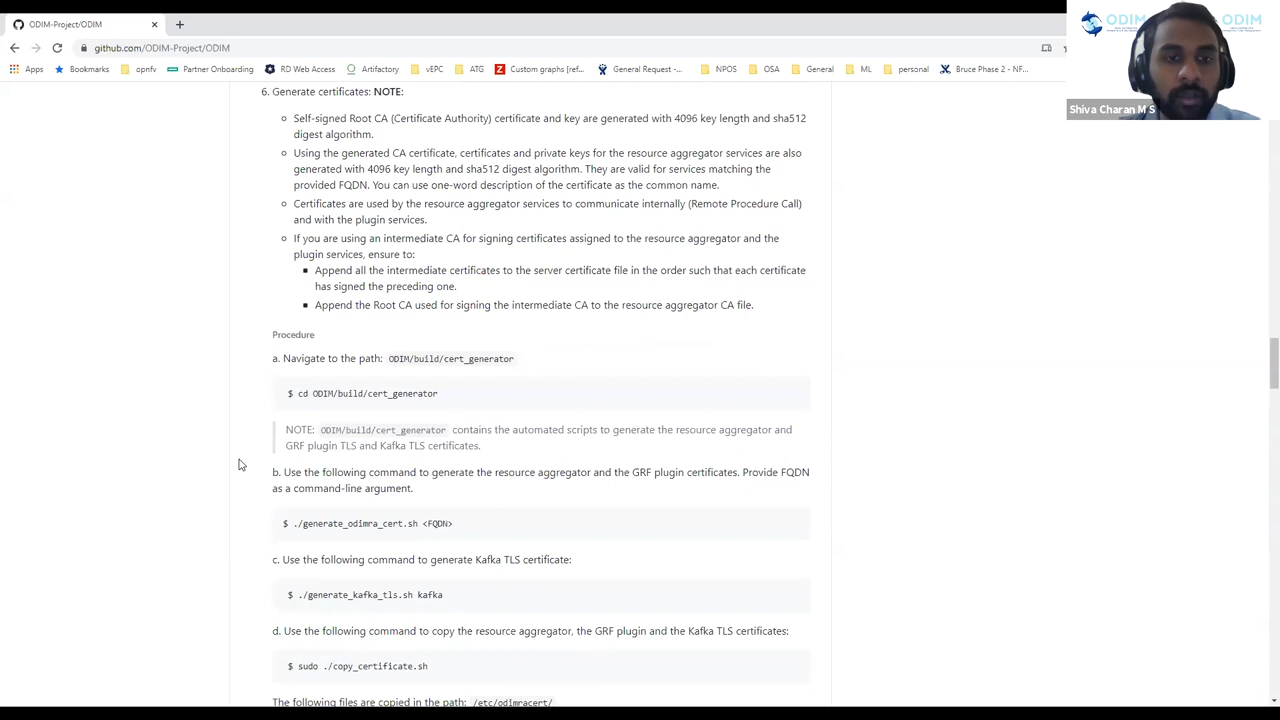 ODIM-Project/ODIM
github.com/ODIM-Project/ODIM
Apps
Bookmarks
opnfv
Partner Onboarding
RD Web Access
Artifactory
vEPC
ATG
Custom graphs [ref...
General Request -...
NPOS
OSA
General
ML
personal
Bruce Phase 2 - NF...
ODIM
ODIM
Shiva Charan M S
6. Generate certificates: NOTE:
Self-signed Root CA (Certificate Authority) certificate and key are generated with 4096 key length and sha512
digest algorithm.
Using the generated CA certificate, certificates and private keys for the resource aggregator services are also
generated with 4096 key length and sha512 digest algorithm. They are valid for services matching the
provided FQDN. You can use one-word description of the certificate as the common name.
Certificates are used by the resource aggregator services to communicate internally (Remote Procedure Call)
and with the plugin services.
If you are using an intermediate CA for signing certificates assigned to the resource aggregator and the
plugin services, ensure to:
Append all the intermediate certificates to the server certificate file in the order such that each certificate
has signed the preceding one.
Append the Root CA used for signing the intermediate CA to the resource aggregator CA file.
Procedure
a. Navigate to the path: ODIM/build/cert_generator
$ cd ODIM/build/cert_generator
NOTE: ODIM/build/cert_generator contains the automated scripts to generate the resource aggregator and
GRF plugin TLS and Kafka TLS certificates.
b. Use the following command to generate the resource aggregator and the GRF plugin certificates. Provide FQDN
as a command-line argument.
$ ./generate_odimra_cert.sh <FQDN>
c. Use the following command to generate Kafka TLS certificate:
$ ./generate_kafka_tls.sh kafka
d. Use the following command to copy the resource aggregator, the GRF plugin and the Kafka TLS certificates:
$ sudo ./copy_certificate.sh
The following files are copied in the path: /etc/odimracert/